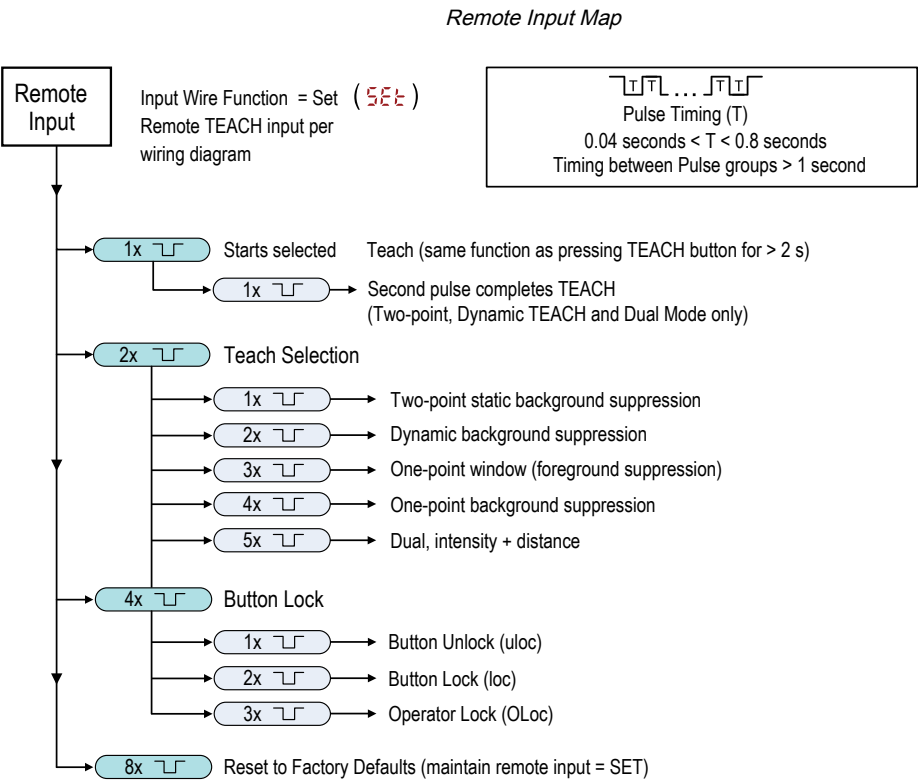 Remote Input Map
Remote
Input
Input Wire Function = Set (SEt)
Remote TEACH input per
wiring diagram
T T ... T T
Pulse Timing (T)
0.04 seconds < T < 0.8 seconds
Timing between Pulse groups > 1 second
1x Starts selected Teach (same function as pressing TEACH button for > 2 s)
1x Second pulse completes TEACH
(Two-point, Dynamic TEACH and Dual Mode only)
2x Teach Selection
1x Two-point static background suppression
2x Dynamic background suppression
3x One-point window (foreground suppression)
4x One-point background suppression
5x Dual, intensity + distance
4x Button Lock
1x Button Unlock (uloc)
2x Button Lock (loc)
3x Operator Lock (OLoc)
8x Reset to Factory Defaults (maintain remote input = SET)